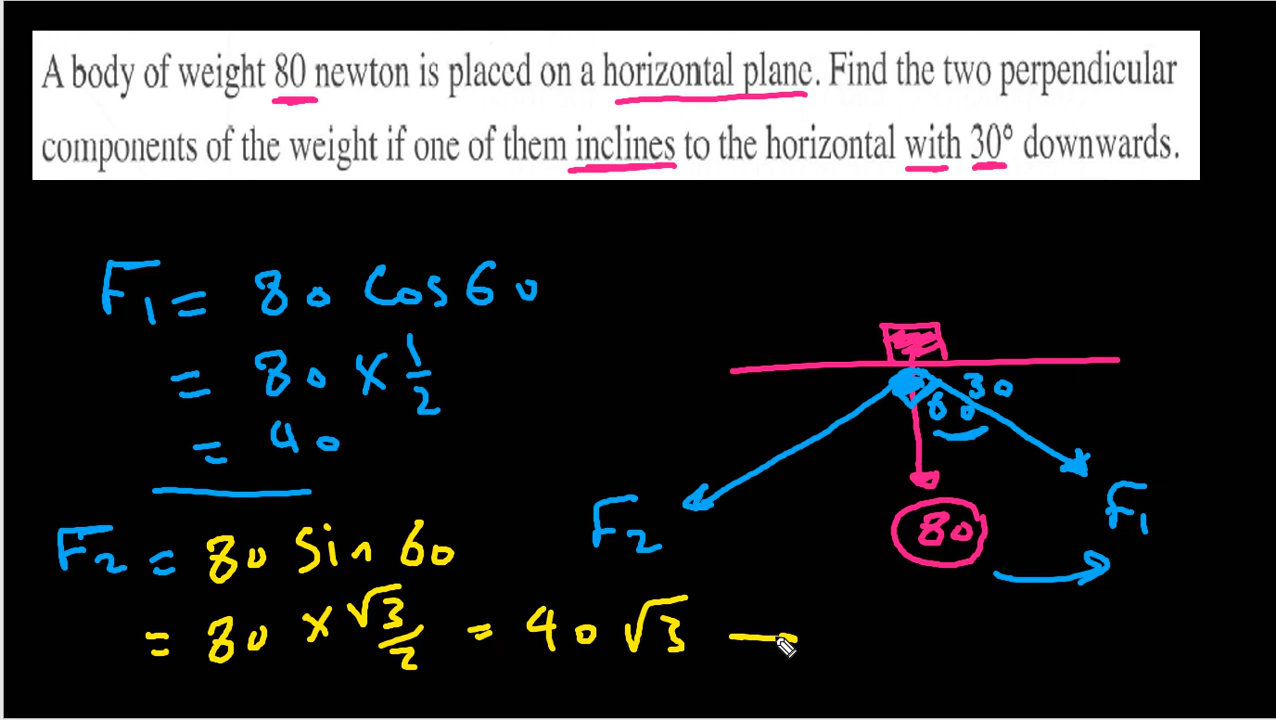 A body of weight 80 newton is placed on a horizontal plane. Find the two perpendicular
components of the weight if one of them inclines to the horizontal with 30° downwards.
F₁ = 80 Cos 60
= 80 × 1/2
= 40
F₂ = 80 Sin 60
= 80 × √3/2 = 40 √3
30
60
F₂
F₁
80